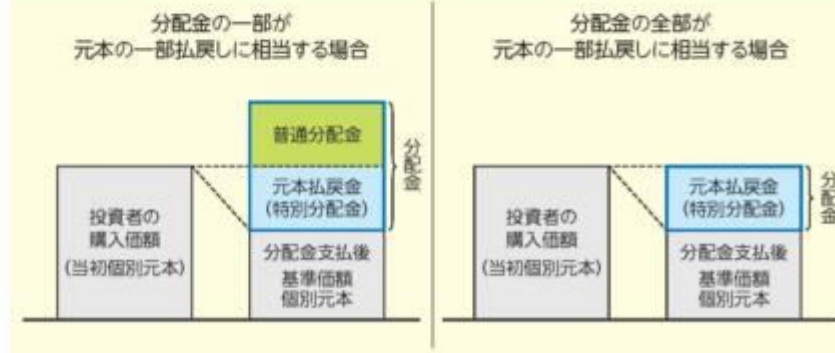 分配金の一部が
元本の一部払戻しに相当する場合
普通分配金
元本払戻金
(特別分配金)
分配金
投資者の
購入価額
(当初個別元本)
分配金支払後
基準価額
個別元本
分配金の全部が
元本の一部払戻しに相当する場合
元本払戻金
(特別分配金)
分配金
投資者の
購入価額
(当初個別元本)
分配金支払後
基準価額
個別元本